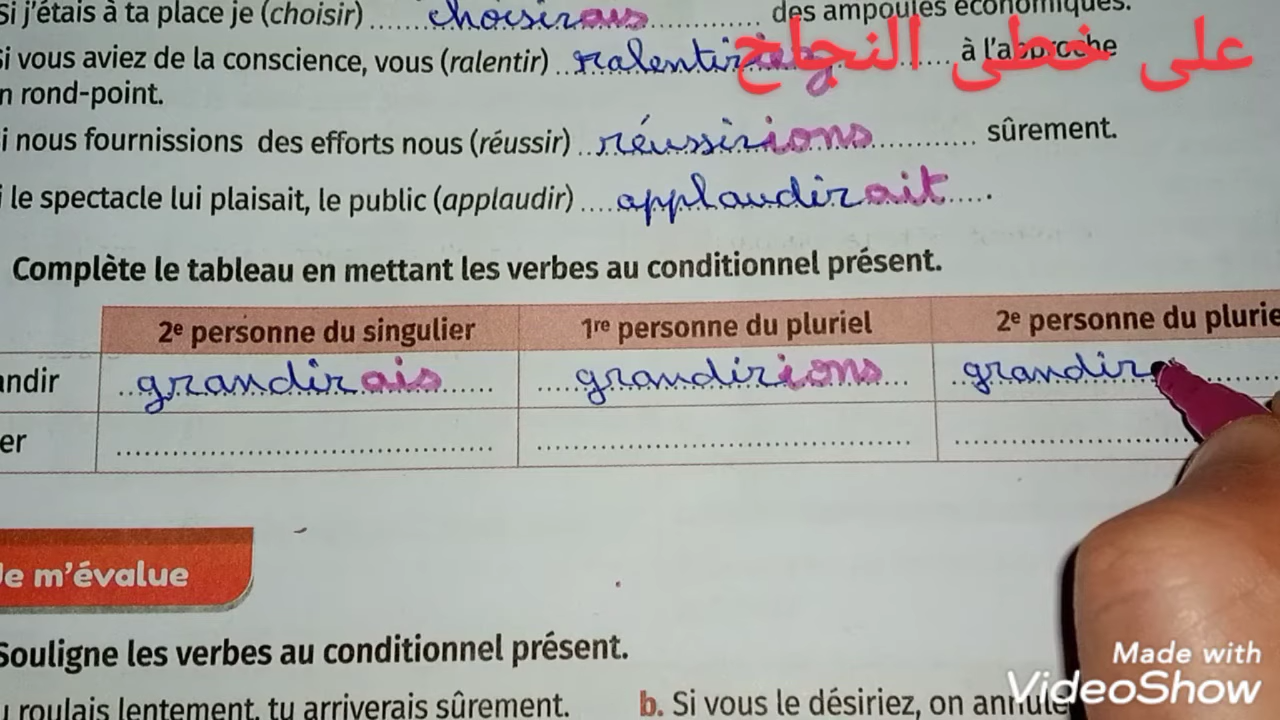 Si j'étais à ta place je (choisir) ...... choisirais .............. des ampoules économiques.
si vous aviez de la conscience, vous (ralentir) ... ralentiriez ........ à l'approche
على خطى النجاح
n rond-point.
i nous fournissions des efforts nous (réussir) .. réussirions ............ sûrement.
i le spectacle lui plaisait, le public (applaudir) .... applaudirait .....
Complète le tableau en mettant les verbes au conditionnel présent.
2e personne du singulier 1re personne du pluriel 2e personne du plurie
andir grandirais grandirions grandir
er
Je m'évalue
Souligne les verbes au conditionnel présent.
u roulais lentement, tu arriverais sûrement. b. Si vous le désiriez, on annule
Made with
VideoShow